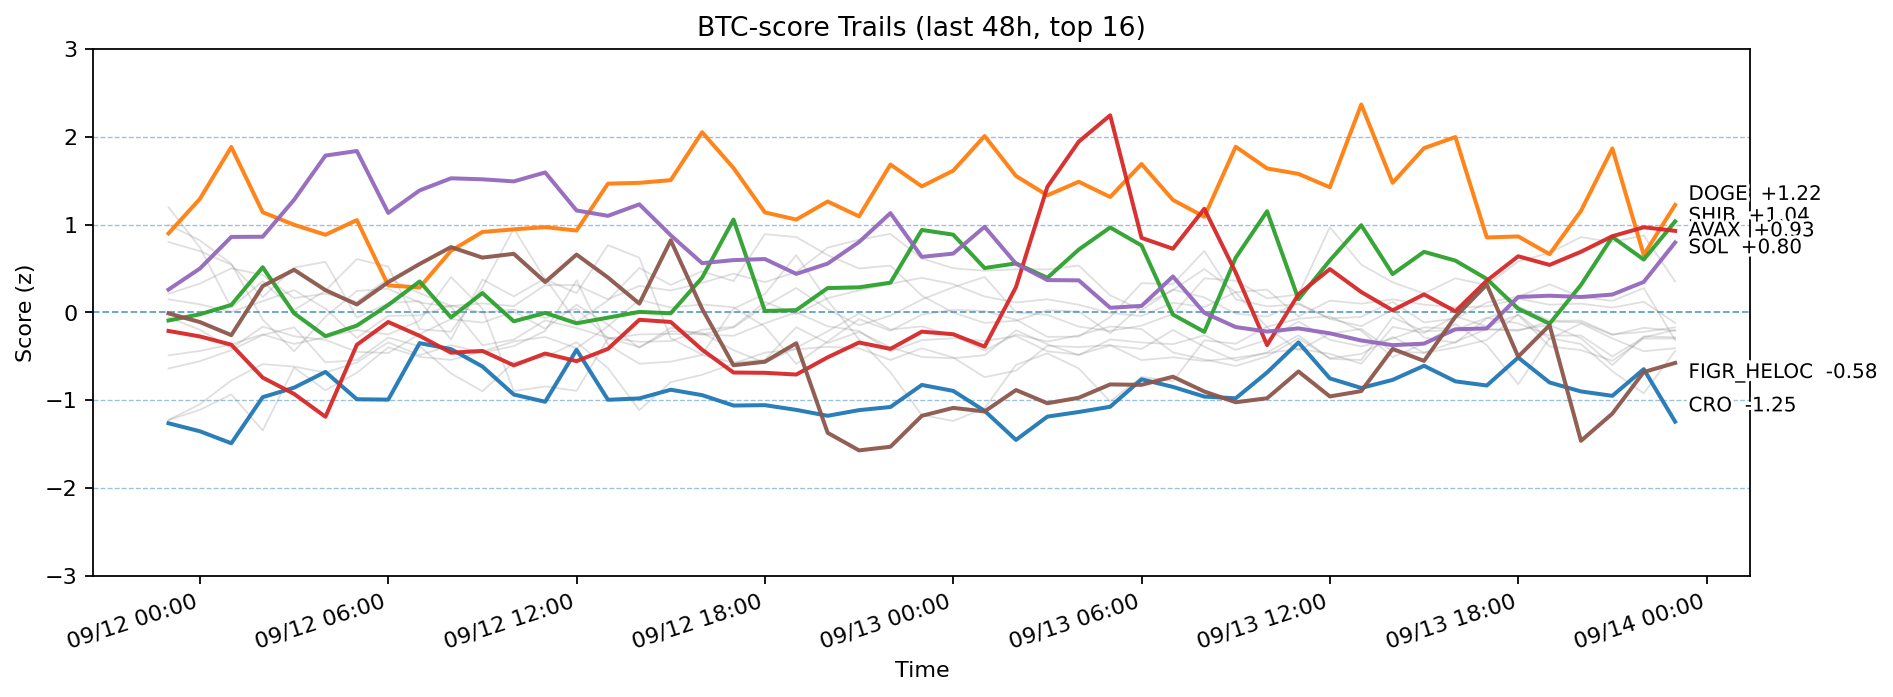 BTC-score Trails (last 48h, top 16)
3
2
1
0
−1
−2
−3
Score (z)
DOGE +1.22
SHIB +1.04
AVAX +0.93
SOL +0.80
FIGR_HELOC -0.58
CRO -1.25
09/12 00:00
09/12 06:00
09/12 12:00
09/12 18:00
09/13 00:00
09/13 06:00
09/13 12:00
09/13 18:00
09/14 00:00
Time